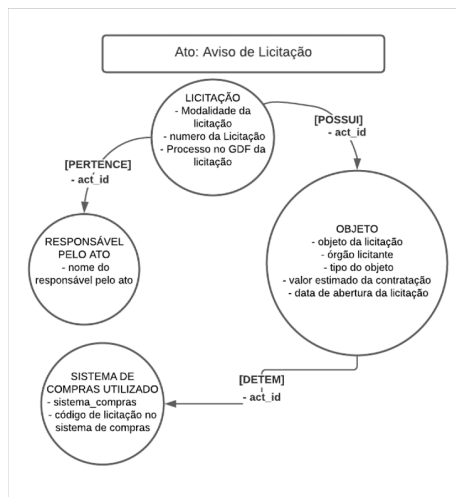 Ato: Aviso de Licitação
LICITAÇÃO
- Modalidade da
licitação
- numero da Licitação
- Processo no GDF da
licitação
[POSSUI]
- act_id
[PERTENCE]
- act_id
RESPONSÁVEL
PELO ATO
- nome do
responsável pelo ato
OBJETO
- objeto da licitação
- órgão licitante
- tipo do objeto
- valor estimado da contratação
- data de abertura da licitação
[DETEM]
- act_id
SISTEMA DE
COMPRAS UTILIZADO
- sistema_compras
- código de licitação no
sistema de compras